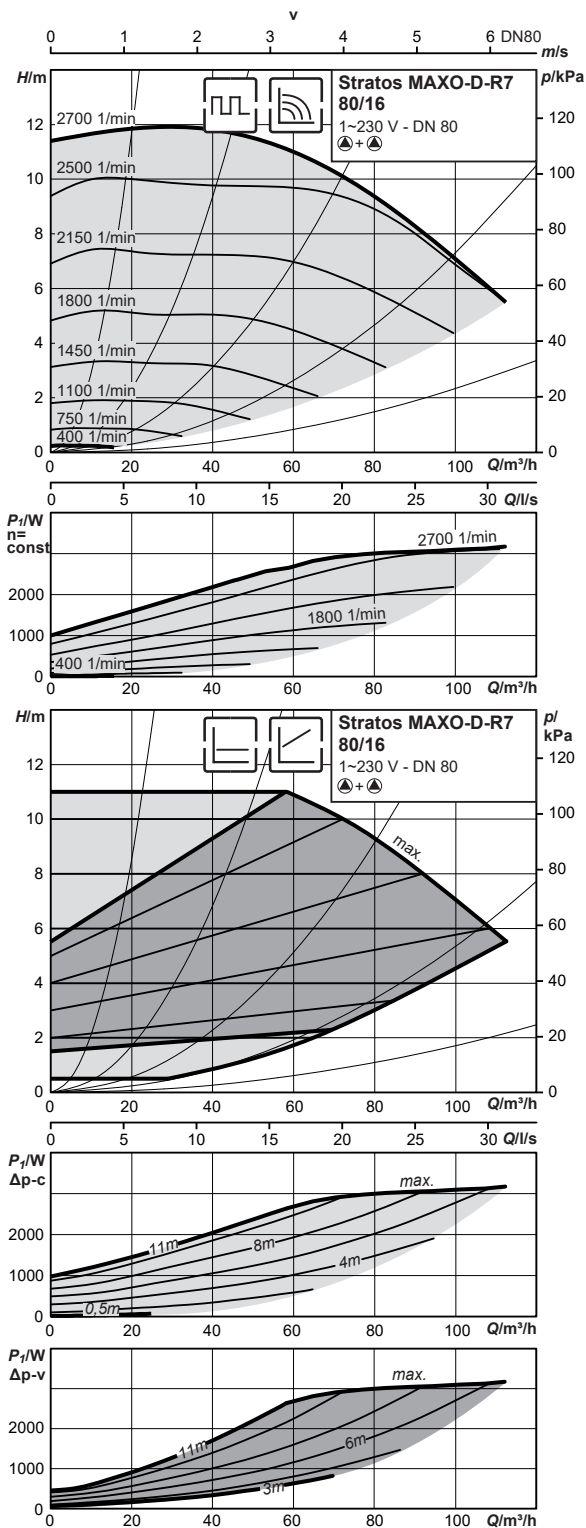 v
0 1 2 3 4 5 6 DN80
m/s
H/m
p/kPa
Stratos MAXO-D-R7
80/16
1~230 V - DN 80
+
2700 1/min
2500 1/min
2150 1/min
1800 1/min
1450 1/min
1100 1/min
750 1/min
400 1/min
12
10
8
6
4
2
0
120
100
80
60
40
20
0
0 20 40 60 80 100 Q/m³/h
0 5 10 15 20 25 30 Q/l/s
P₁/W
n=
const
2700 1/min
1800 1/min
400 1/min
2000
1000
0
0 20 40 60 80 100 Q/m³/h
H/m
p/
kPa
Stratos MAXO-D-R7
80/16
1~230 V - DN 80
+
max.
12
10
8
6
4
2
0
120
100
80
60
40
20
0
0 20 40 60 80 100 Q/m³/h
0 5 10 15 20 25 30 Q/l/s
P₁/W
Δp-c
max.
11m
8m
4m
0,5m
2000
1000
0
0 20 40 60 80 100 Q/m³/h
P₁/W
Δp-v
max.
11m
6m
3m
2000
1000
0
0 20 40 60 80 100 Q/m³/h